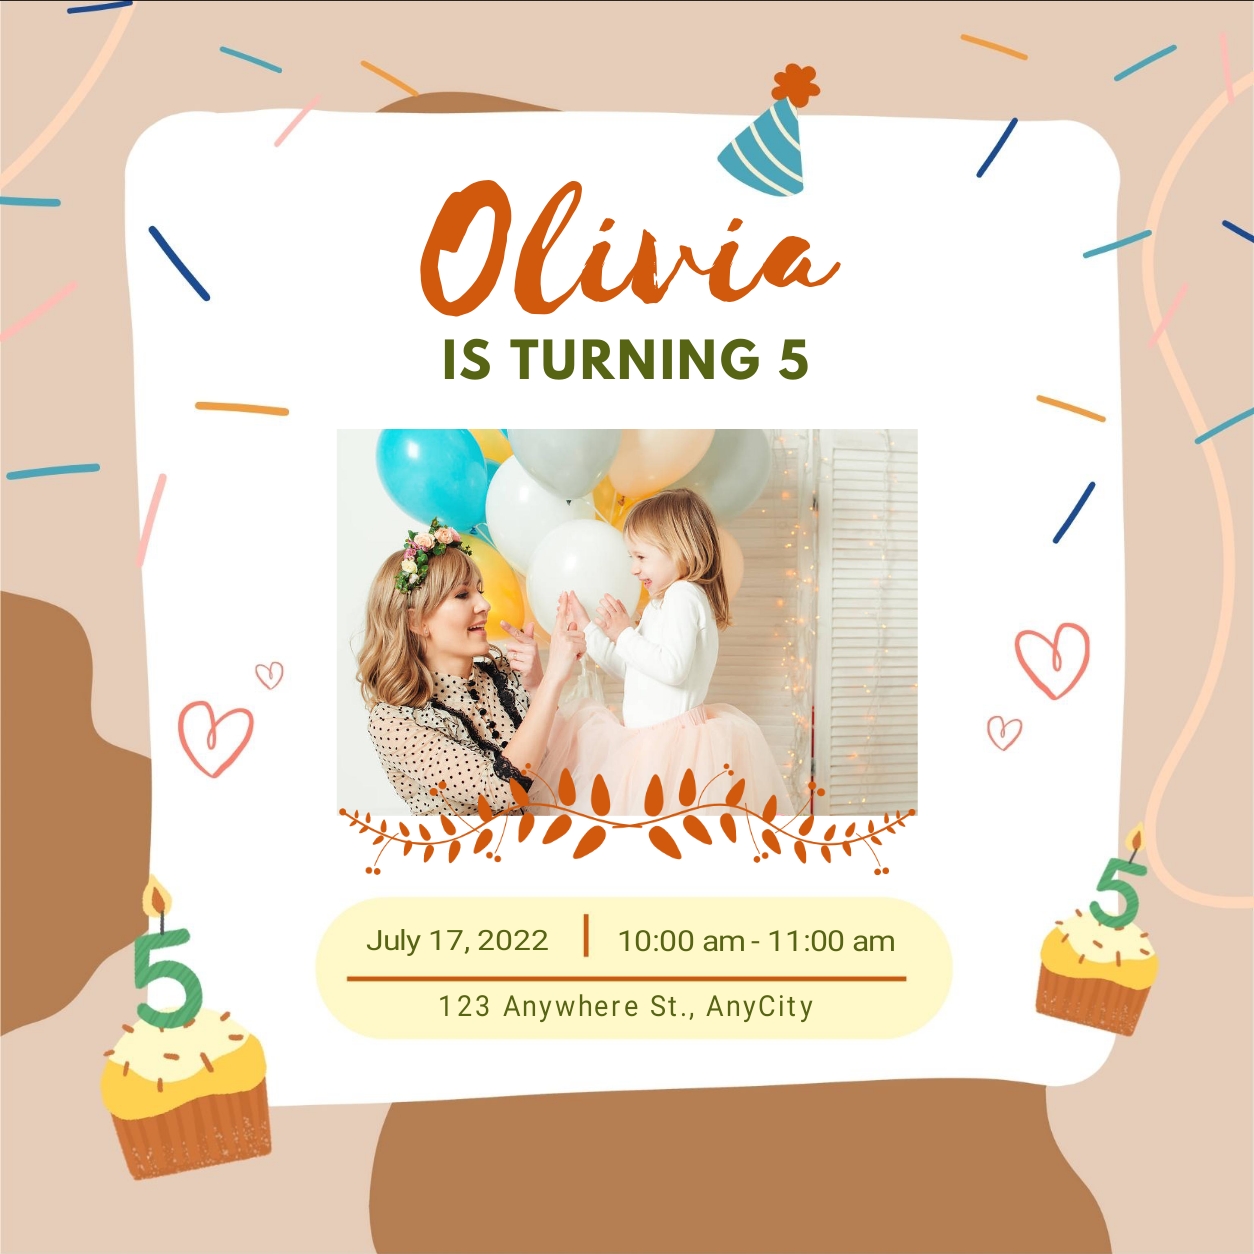 Olivia
IS TURNING 5
July 17, 2022 | 10:00 am - 11:00 am
123 Anywhere St., AnyCity
5
5